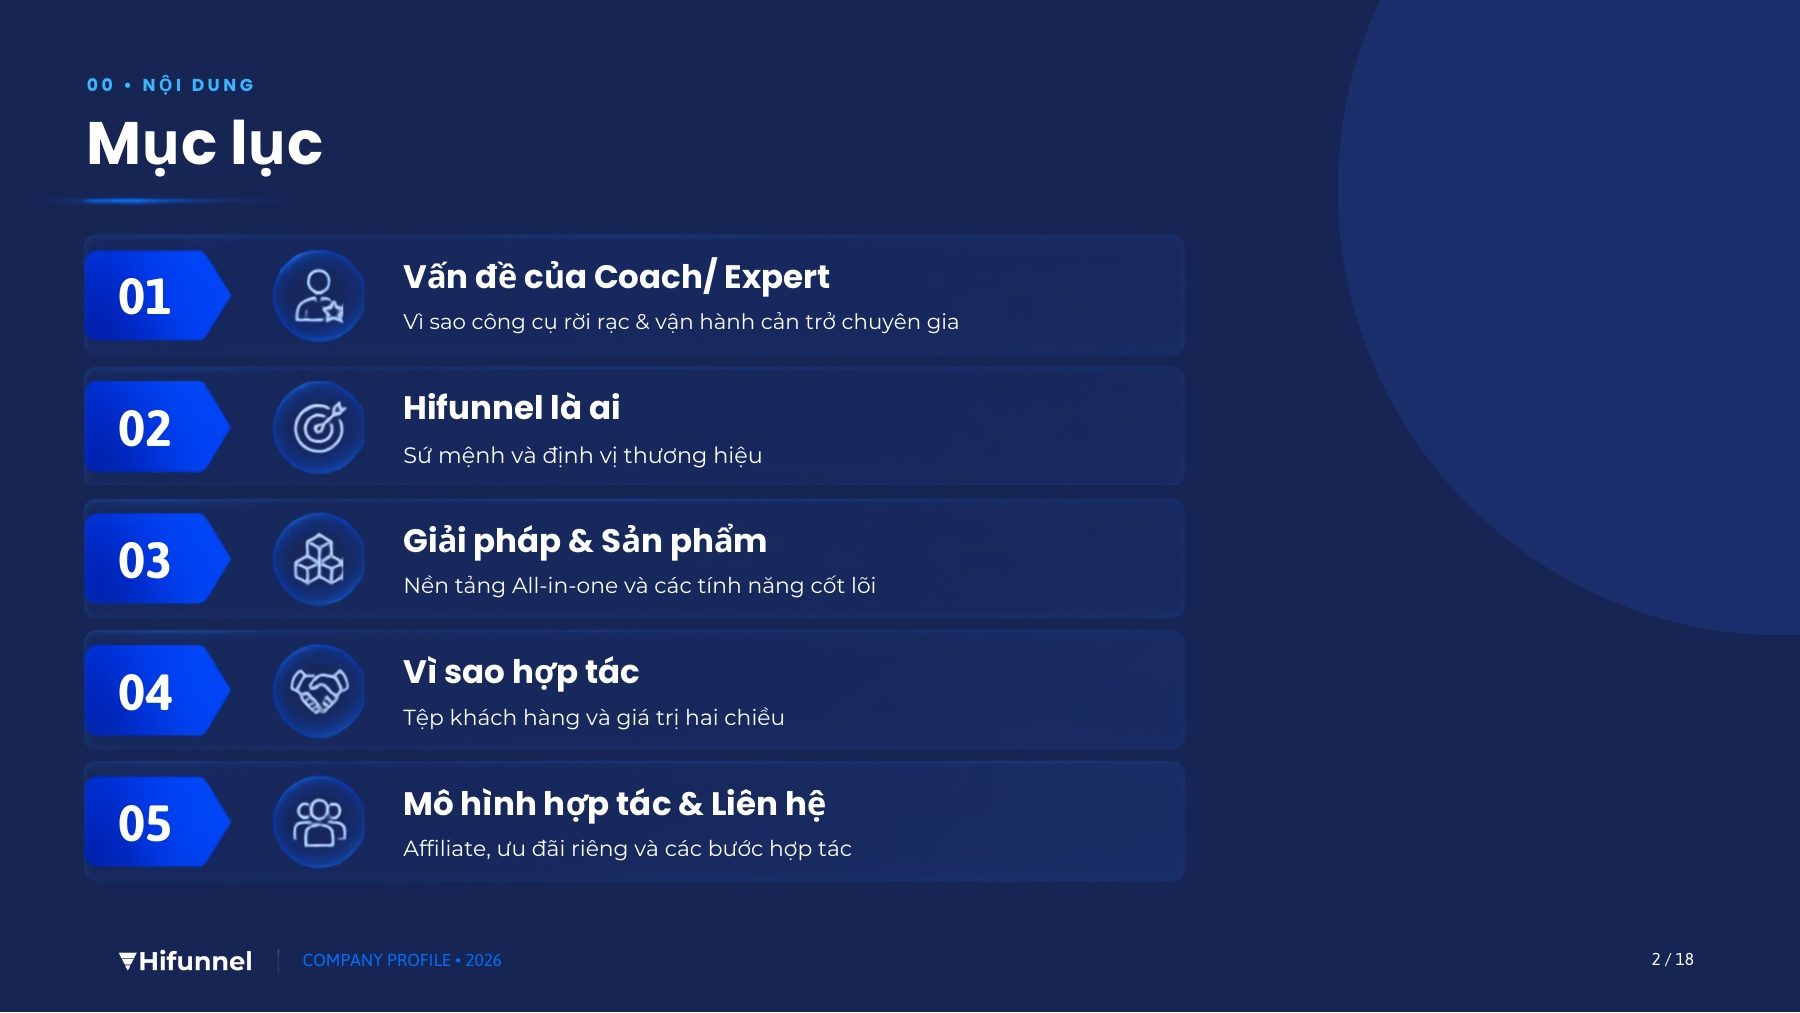 00 • NỘI DUNG
Mục lục
01
Vấn đề của Coach/ Expert
Vì sao công cụ rời rạc & vận hành cản trở chuyên gia
02
Hifunnel là ai
Sứ mệnh và định vị thương hiệu
03
Giải pháp & Sản phẩm
Nền tảng All-in-one và các tính năng cốt lõi
04
Vì sao hợp tác
Tệp khách hàng và giá trị hai chiều
05
Mô hình hợp tác & Liên hệ
Affiliate, ưu đãi riêng và các bước hợp tác
Hifunnel
COMPANY PROFILE • 2026
2 / 18